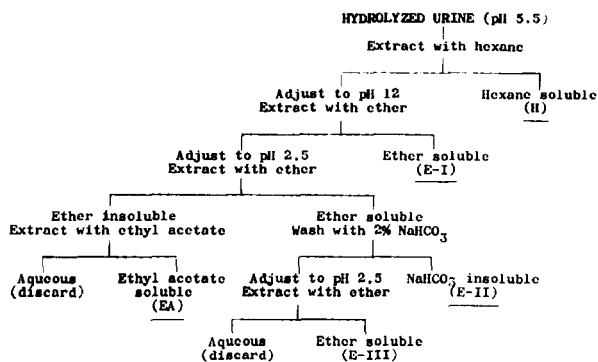 HYDROLYZED URINE (pH 5.5)
Extract with hexane
Adjust to pH 12
Extract with ether
Hexane soluble
(H)
Adjust to pH 2.5
Extract with ether
Ether soluble
(E-I)
Ether insoluble
Extract with ethyl acetate
Ether soluble
Wash with 2% NaHCO3
Aqueous
(discard)
Ethyl acetate
soluble
(EA)
Adjust to pH 2.5
Extract with ether
NaHCO3 insoluble
(E-II)
Aqueous
(discard)
Ether soluble
(E-III)